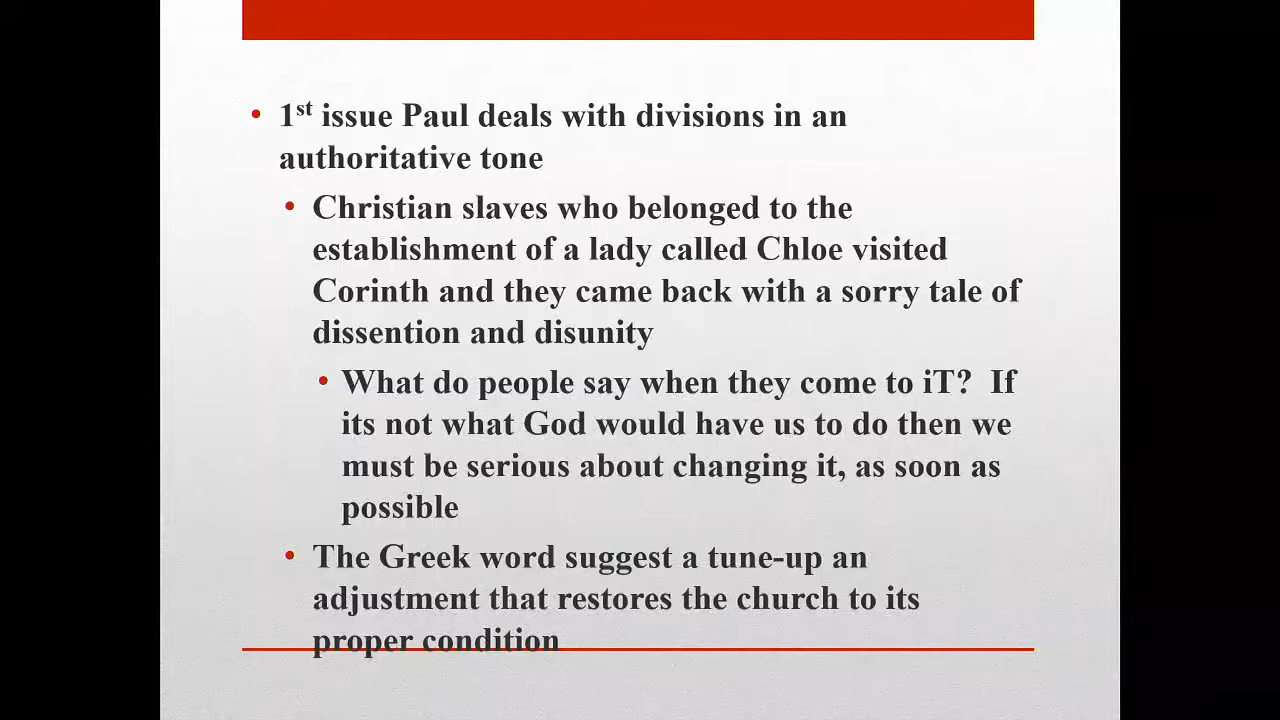 • 1st issue Paul deals with divisions in an
authoritative tone
• Christian slaves who belonged to the
establishment of a lady called Chloe visited
Corinth and they came back with a sorry tale of
dissention and disunity
• What do people say when they come to iT?  If
its not what God would have us to do then we
must be serious about changing it, as soon as
possible
• The Greek word suggest a tune-up an
adjustment that restores the church to its
proper condition